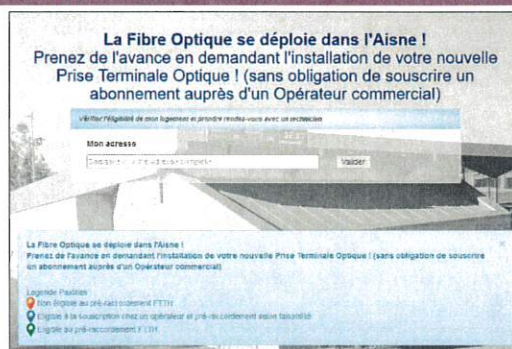 La Fibre Optique se déploie dans l'Aisne !
Prenez de l'avance en demandant l'installation de votre nouvelle
Prise Terminale Optique ! (sans obligation de souscrire un
abonnement auprès d'un Opérateur commercial)
Vérifier l'éligibilité de mon logement et prendre rendez-vous avec un technicien
Mon adresse
Valider
La Fibre Optique se déploie dans l'Aisne !
Prenez de l'avance en demandant l'installation de votre nouvelle Prise Terminale Optique ! (sans obligation de souscrire
un abonnement auprès d'un Opérateur commercial)
Légende Pastilles
Non éligible au pré-raccordement FTTH
Eligible à la souscription chez un opérateur et pré-raccordement selon faisabilité
Eligible au pré-raccordement FTTH